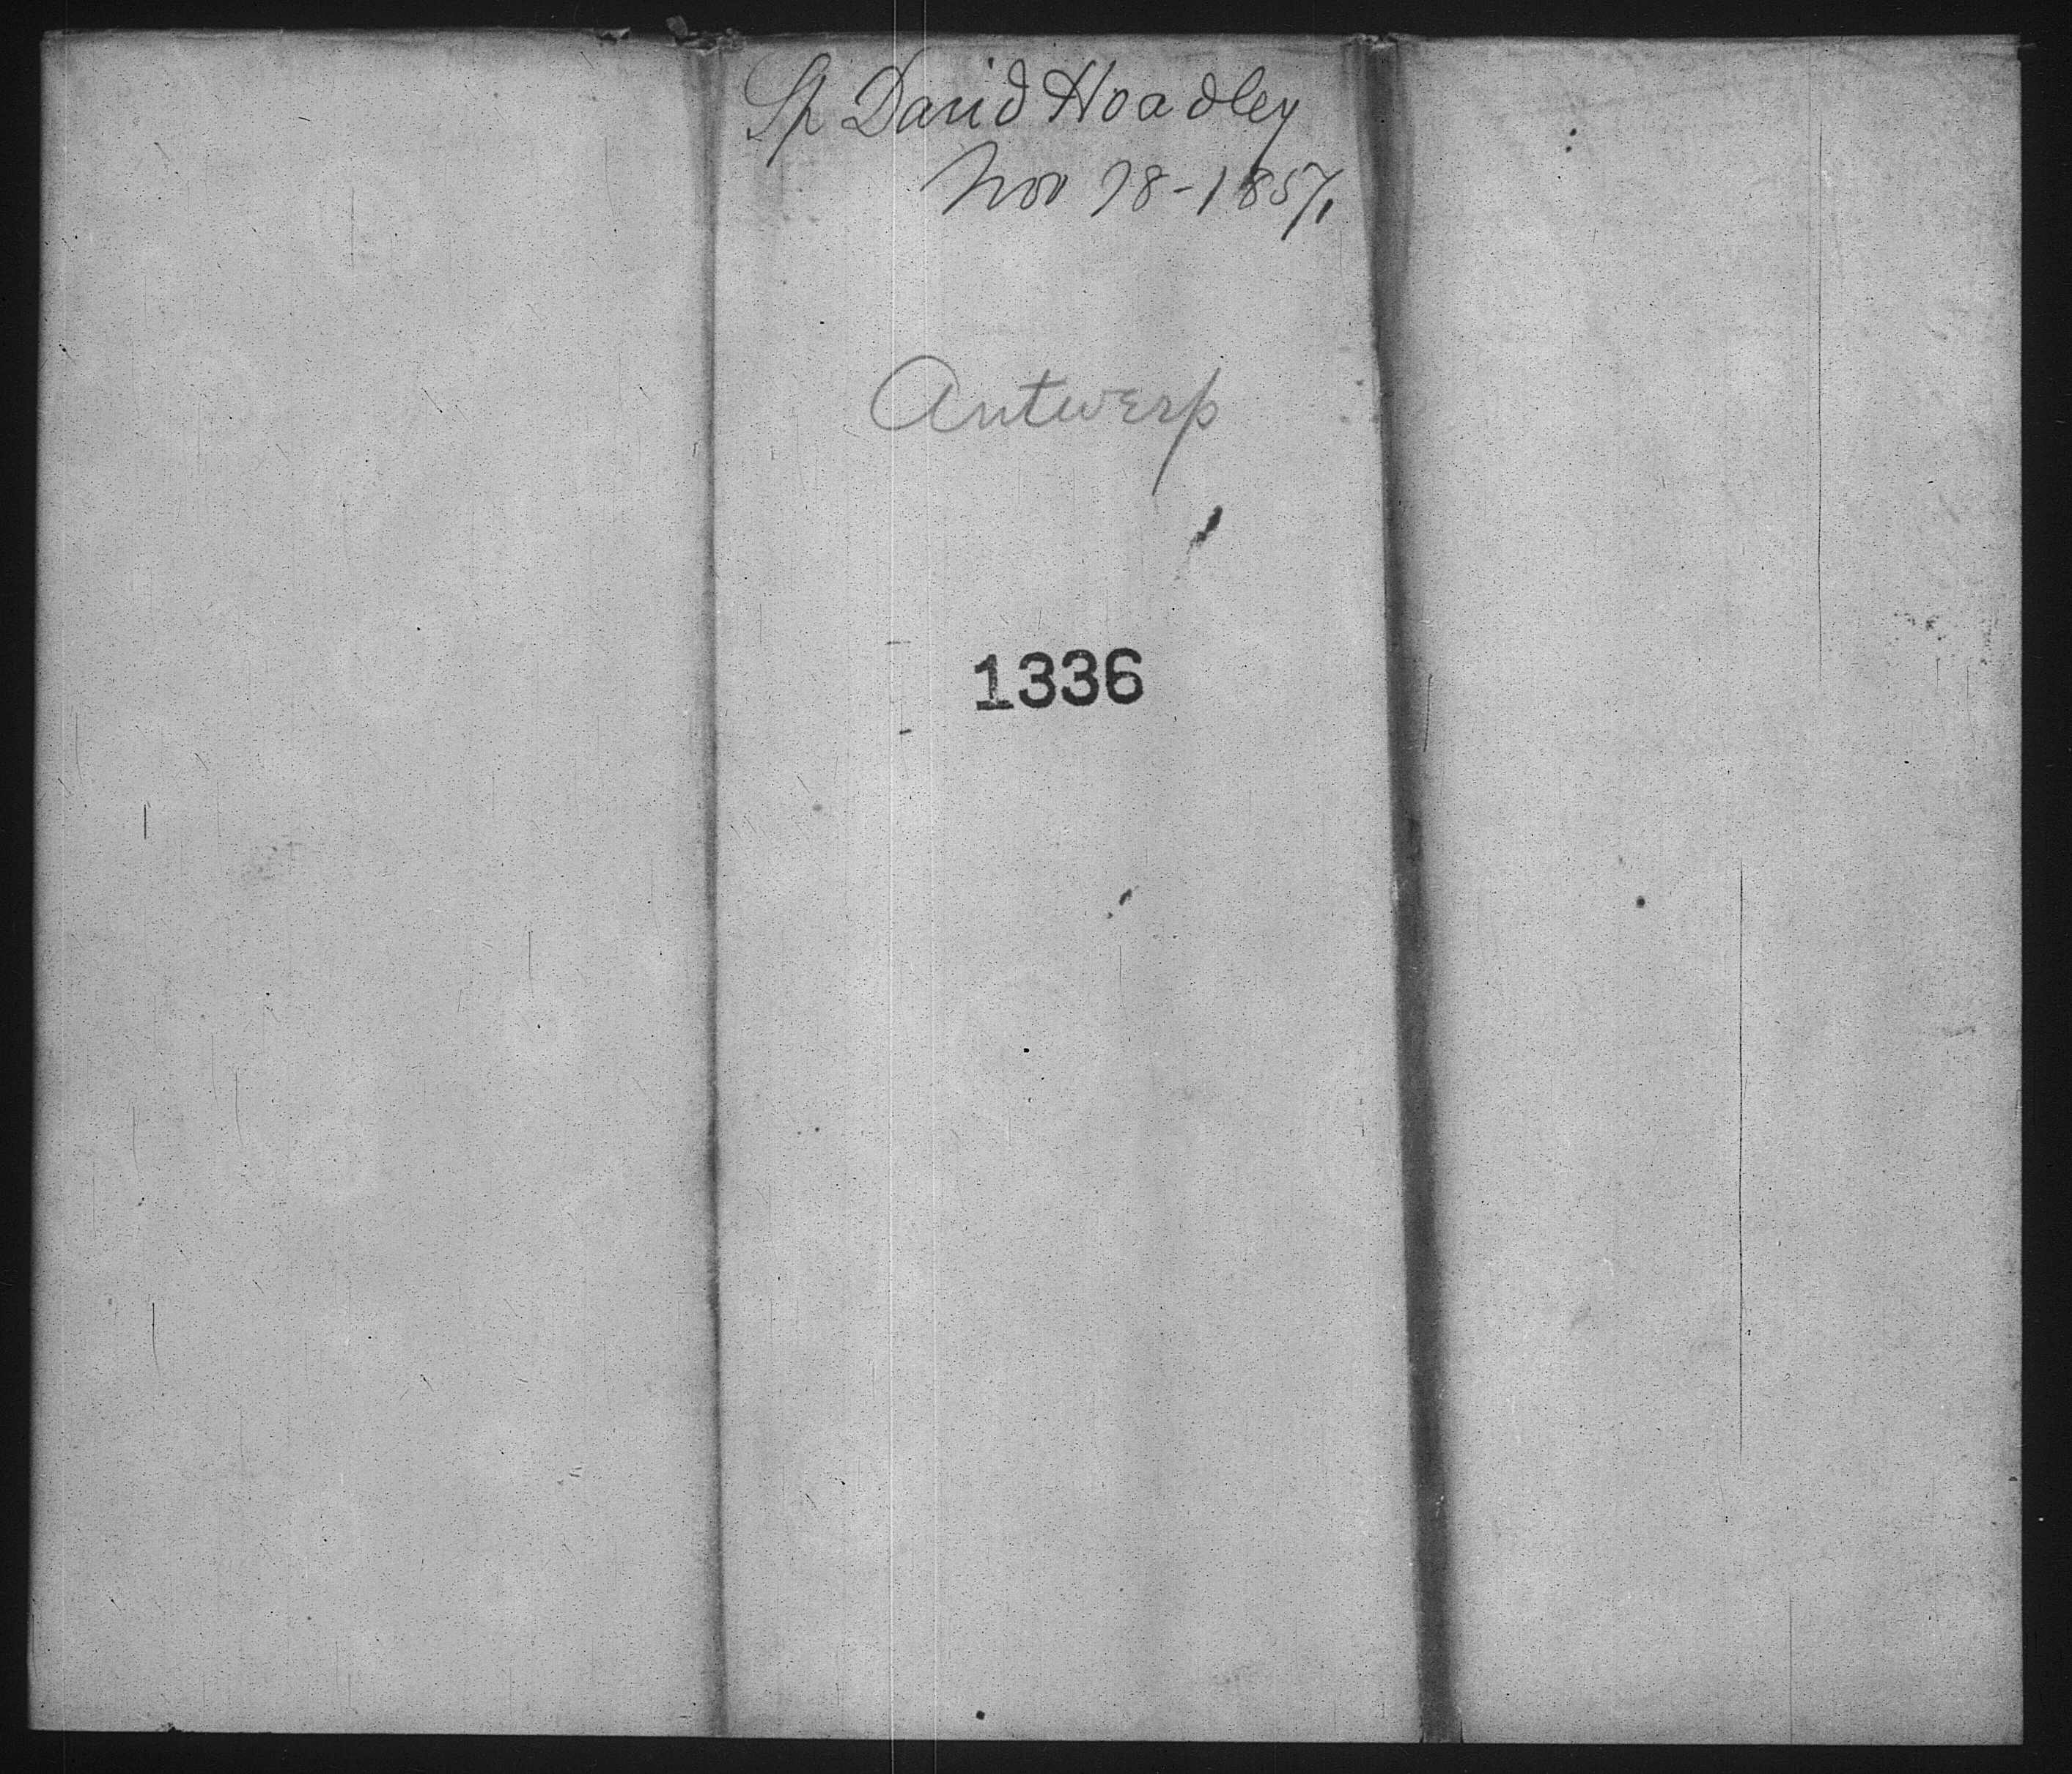 Sp David Hoadley
Nov 28-1857,
Antwerp
1336